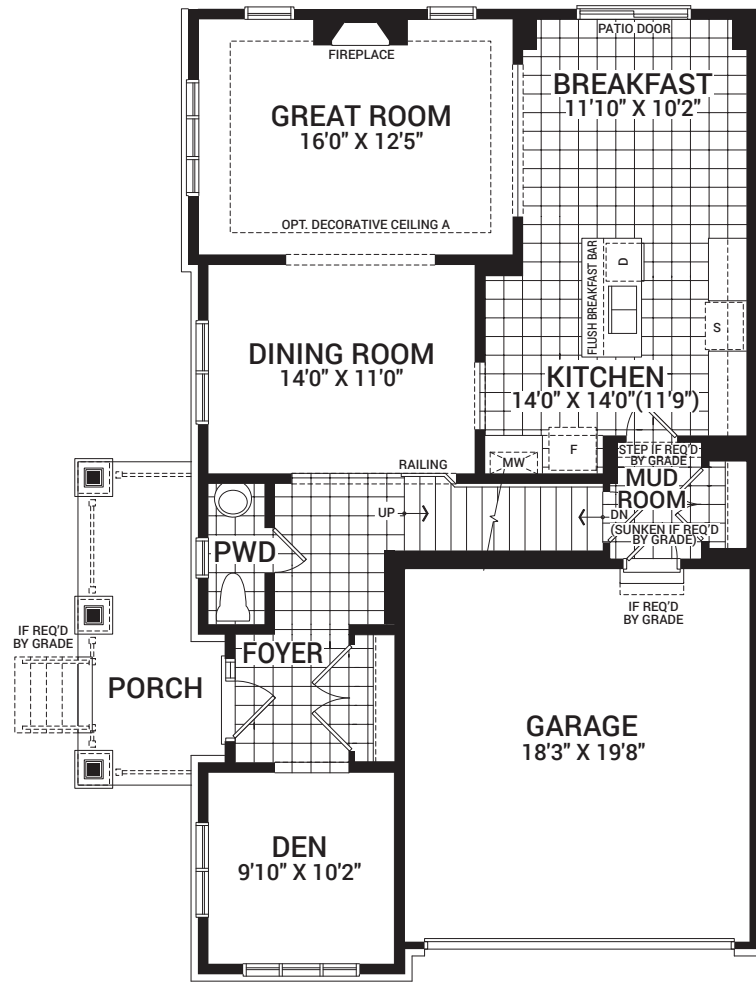 PATIO DOOR
FIREPLACE
BREAKFAST
11'10" X 10'2"
GREAT ROOM
16'0" X 12'5"
OPT. DECORATIVE CEILING A
FLUSH BREAKFAST BAR
D
S
DINING ROOM
14'0" X 11'0"
KITCHEN
14'0" X 14'0"(11'9")
RAILING
MW
F
STEP IF REQ'D
BY GRADE
MUD
ROOM
UP
DN
(SUNKEN IF REQ'D
BY GRADE)
PWD
IF REQ'D
BY GRADE
IF REQ'D
BY GRADE
FOYER
PORCH
GARAGE
18'3" X 19'8"
DEN
9'10" X 10'2"